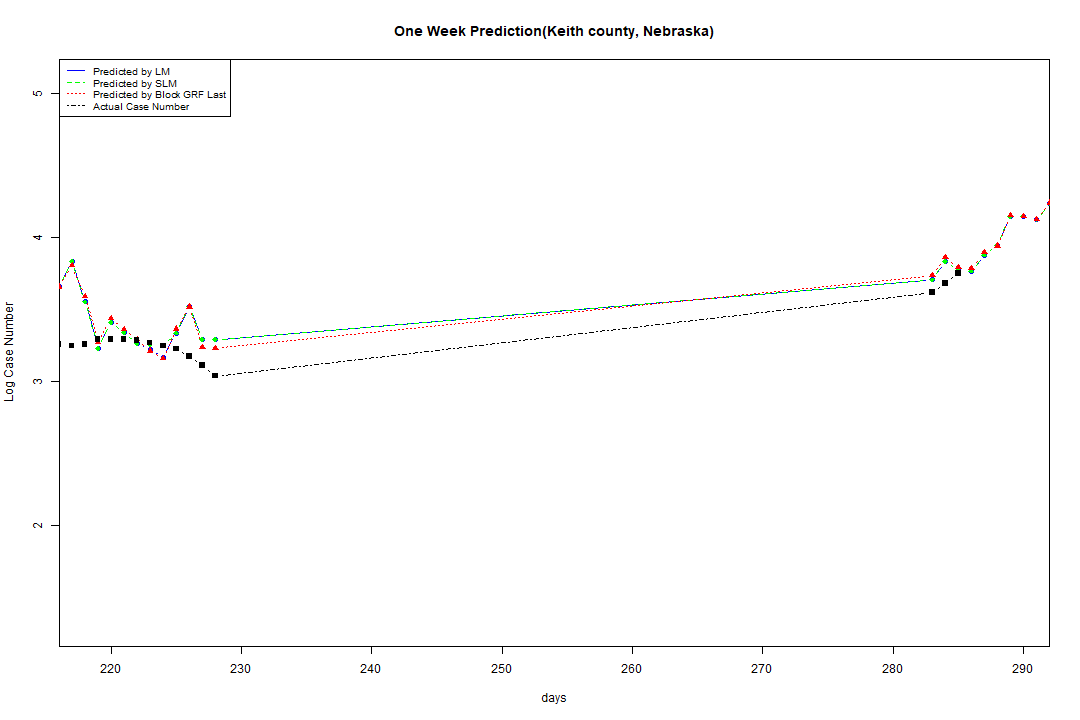 One Week Prediction(Keith county, Nebraska)
Predicted by LM
Predicted by SLM
Predicted by Block GRF Last
Actual Case Number
5
4
3
2
Log Case Number
220 230 240 250 260 270 280 290
days